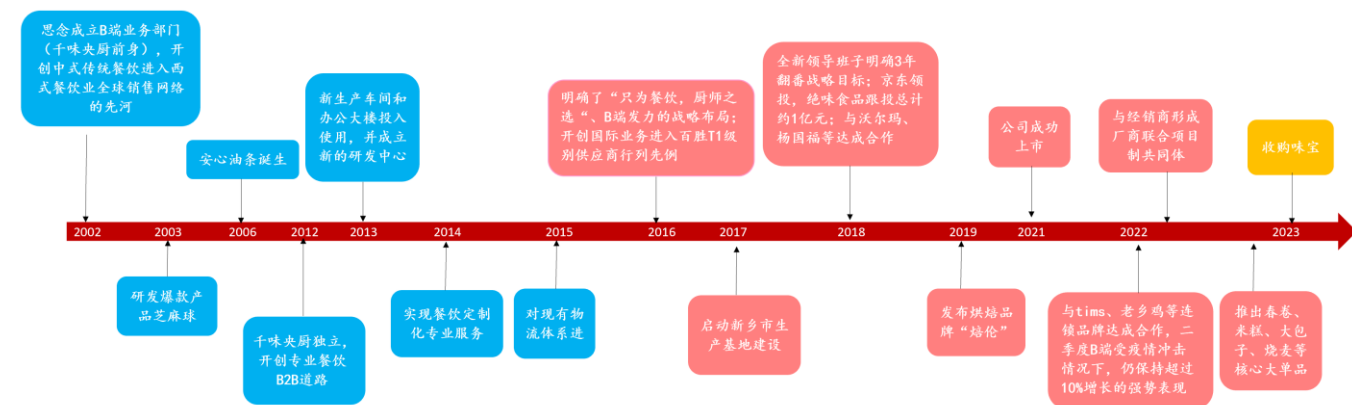 思念成立B端业务部门
（千味央厨前身），开
创中式传统餐饮进入西
式餐饮业全球销售网络
的先河
安心油条诞生
新生产车间和
办公大楼投入
使用，并成立
新的研发中心
明确了“只为餐饮，厨师之
选“、B端发力的战略布局；
开创国际业务进入百胜T1级
别供应商行列先例
全新领导班子明确3年
翻番战略目标；京东领
投，绝味食品跟投总计
约1亿元；与沃尔玛、
杨国福等达成合作
公司成功
上市
与经销商形成
厂商联合项目
制共同体
收购味宝
2002 2003 2006 2012 2013 2014 2015 2016 2017 2018 2019 2021 2022 2023
研发爆款产
品芝麻球
千味央厨独立，
开创专业餐饮
B2B道路
实现餐饮定制
化专业服务
对现有物
流体系进
启动新乡市生
产基地建设
发布烘焙品
牌“焙伦”
与tims、老乡鸡等连
锁品牌达成合作，二
季度B端受疫情冲击
情况下，仍保持超过
10%增长的强势表现
推出春卷、
米糕、大包
子、烧麦等
核心大单品